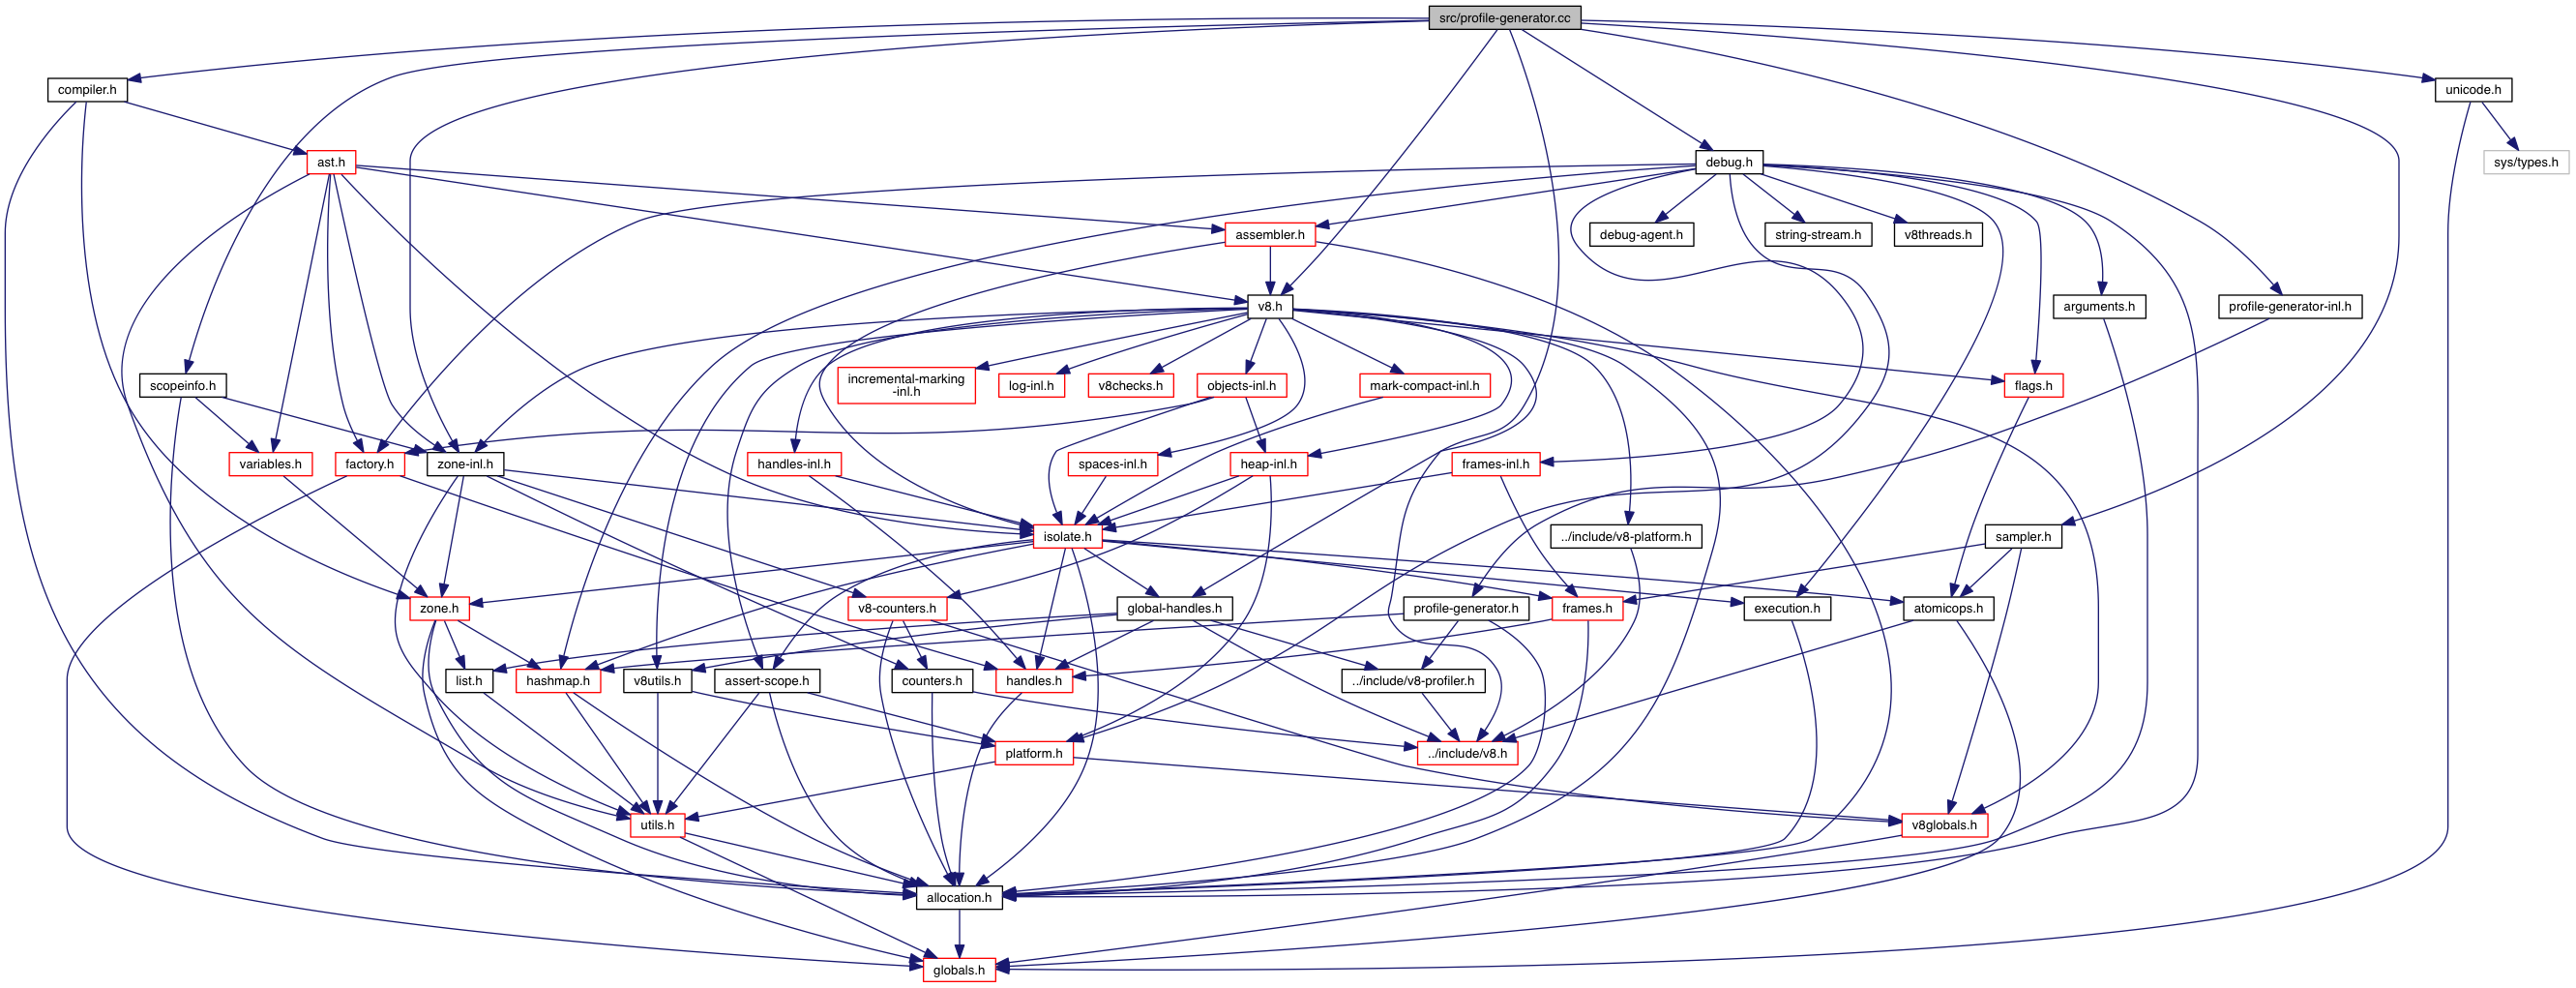 src/profile-generator.cc
compiler.h
unicode.h
ast.h
debug.h
sys/types.h
assembler.h
debug-agent.h
string-stream.h
v8threads.h
v8.h
arguments.h
profile-generator-inl.h
scopeinfo.h
incremental-marking
-inl.h
log-inl.h
v8checks.h
objects-inl.h
mark-compact-inl.h
flags.h
variables.h
factory.h
zone-inl.h
handles-inl.h
spaces-inl.h
heap-inl.h
frames-inl.h
isolate.h
../include/v8-platform.h
sampler.h
zone.h
v8-counters.h
global-handles.h
profile-generator.h
frames.h
execution.h
atomicops.h
list.h
hashmap.h
v8utils.h
assert-scope.h
counters.h
handles.h
../include/v8-profiler.h
platform.h
../include/v8.h
utils.h
v8globals.h
allocation.h
globals.h